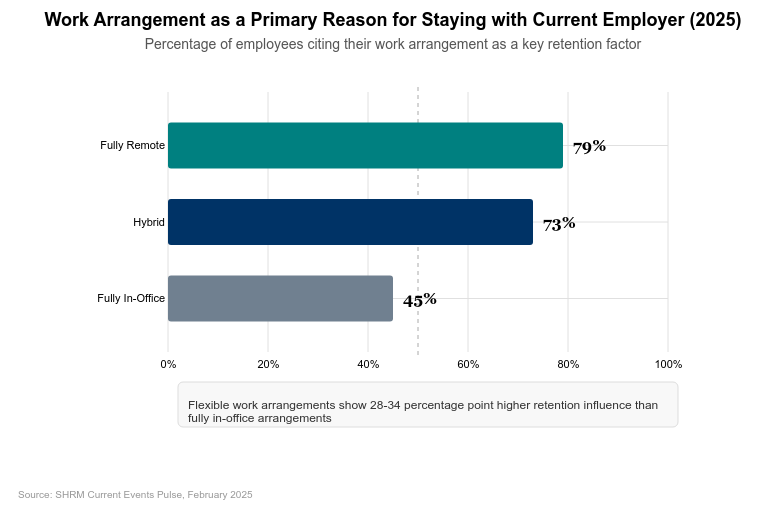 Work Arrangement as a Primary Reason for Staying with Current Employer (2025)
Percentage of employees citing their work arrangement as a key retention factor
Fully Remote
79%
Hybrid
73%
Fully In-Office
45%
0% 20% 40% 60% 80% 100%
Flexible work arrangements show 28-34 percentage point higher retention influence than
fully in-office arrangements
Source: SHRM Current Events Pulse, February 2025